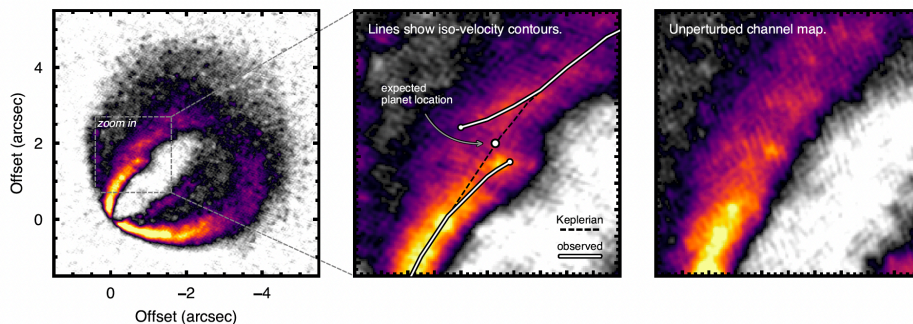 Offset (arcsec)
4
2
0
zoom in
0
−2
−4
Offset (arcsec)
Lines show iso-velocity contours.
expected
planet location
Keplerian
observed
Unperturbed channel map.